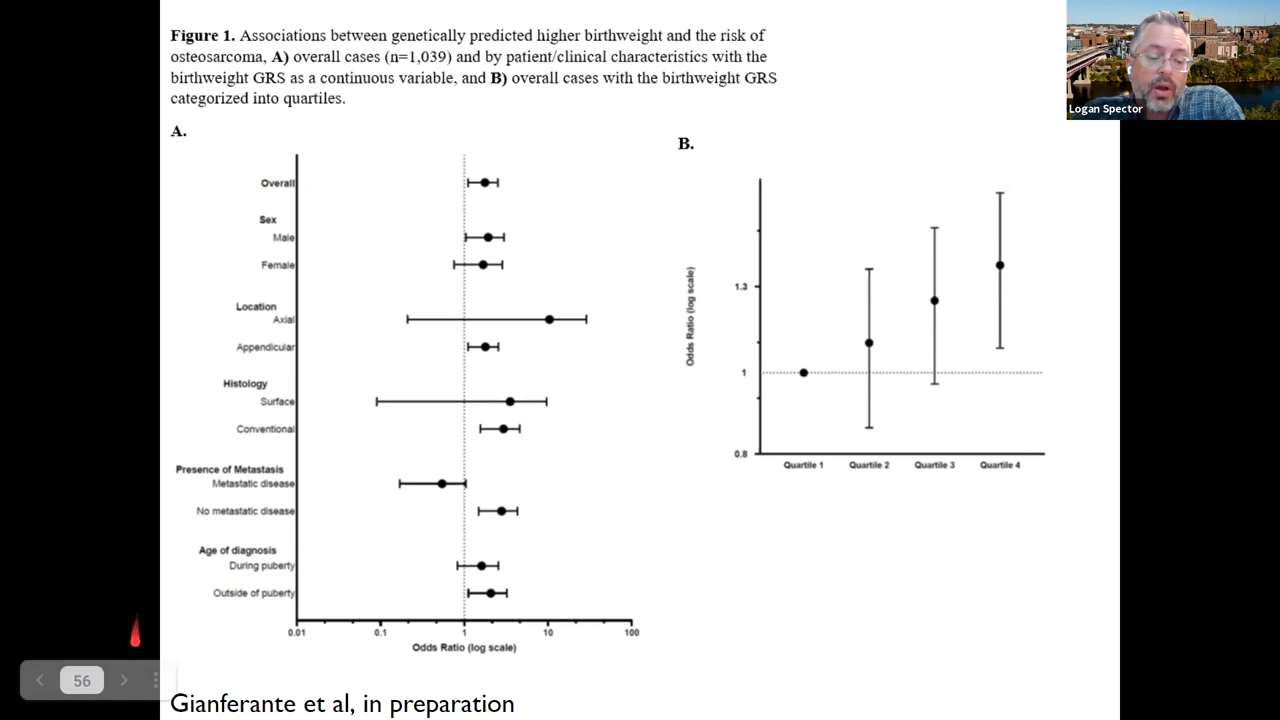 Figure 1. Associations between genetically predicted higher birthweight and the risk of
osteosarcoma, A) overall cases (n=1,039) and by patient/clinical characteristics with the
birthweight GRS as a continuous variable, and B) overall cases with the birthweight GRS
categorized into quartiles.
Logan Spector
A.
Overall
Sex
Male
Female
Location
Axial
Appendicular
Histology
Surface
Conventional
Presence of Metastasis
Metastatic disease
No metastatic disease
Age of diagnosis
During puberty
Outside of puberty
0.01 0.1 1 10 100
Odds Ratio (log scale)
B.
Odds Ratio (log scale)
1.3
1
0.8
Quartile 1 Quartile 2 Quartile 3 Quartile 4
56
Gianferante et al, in preparation